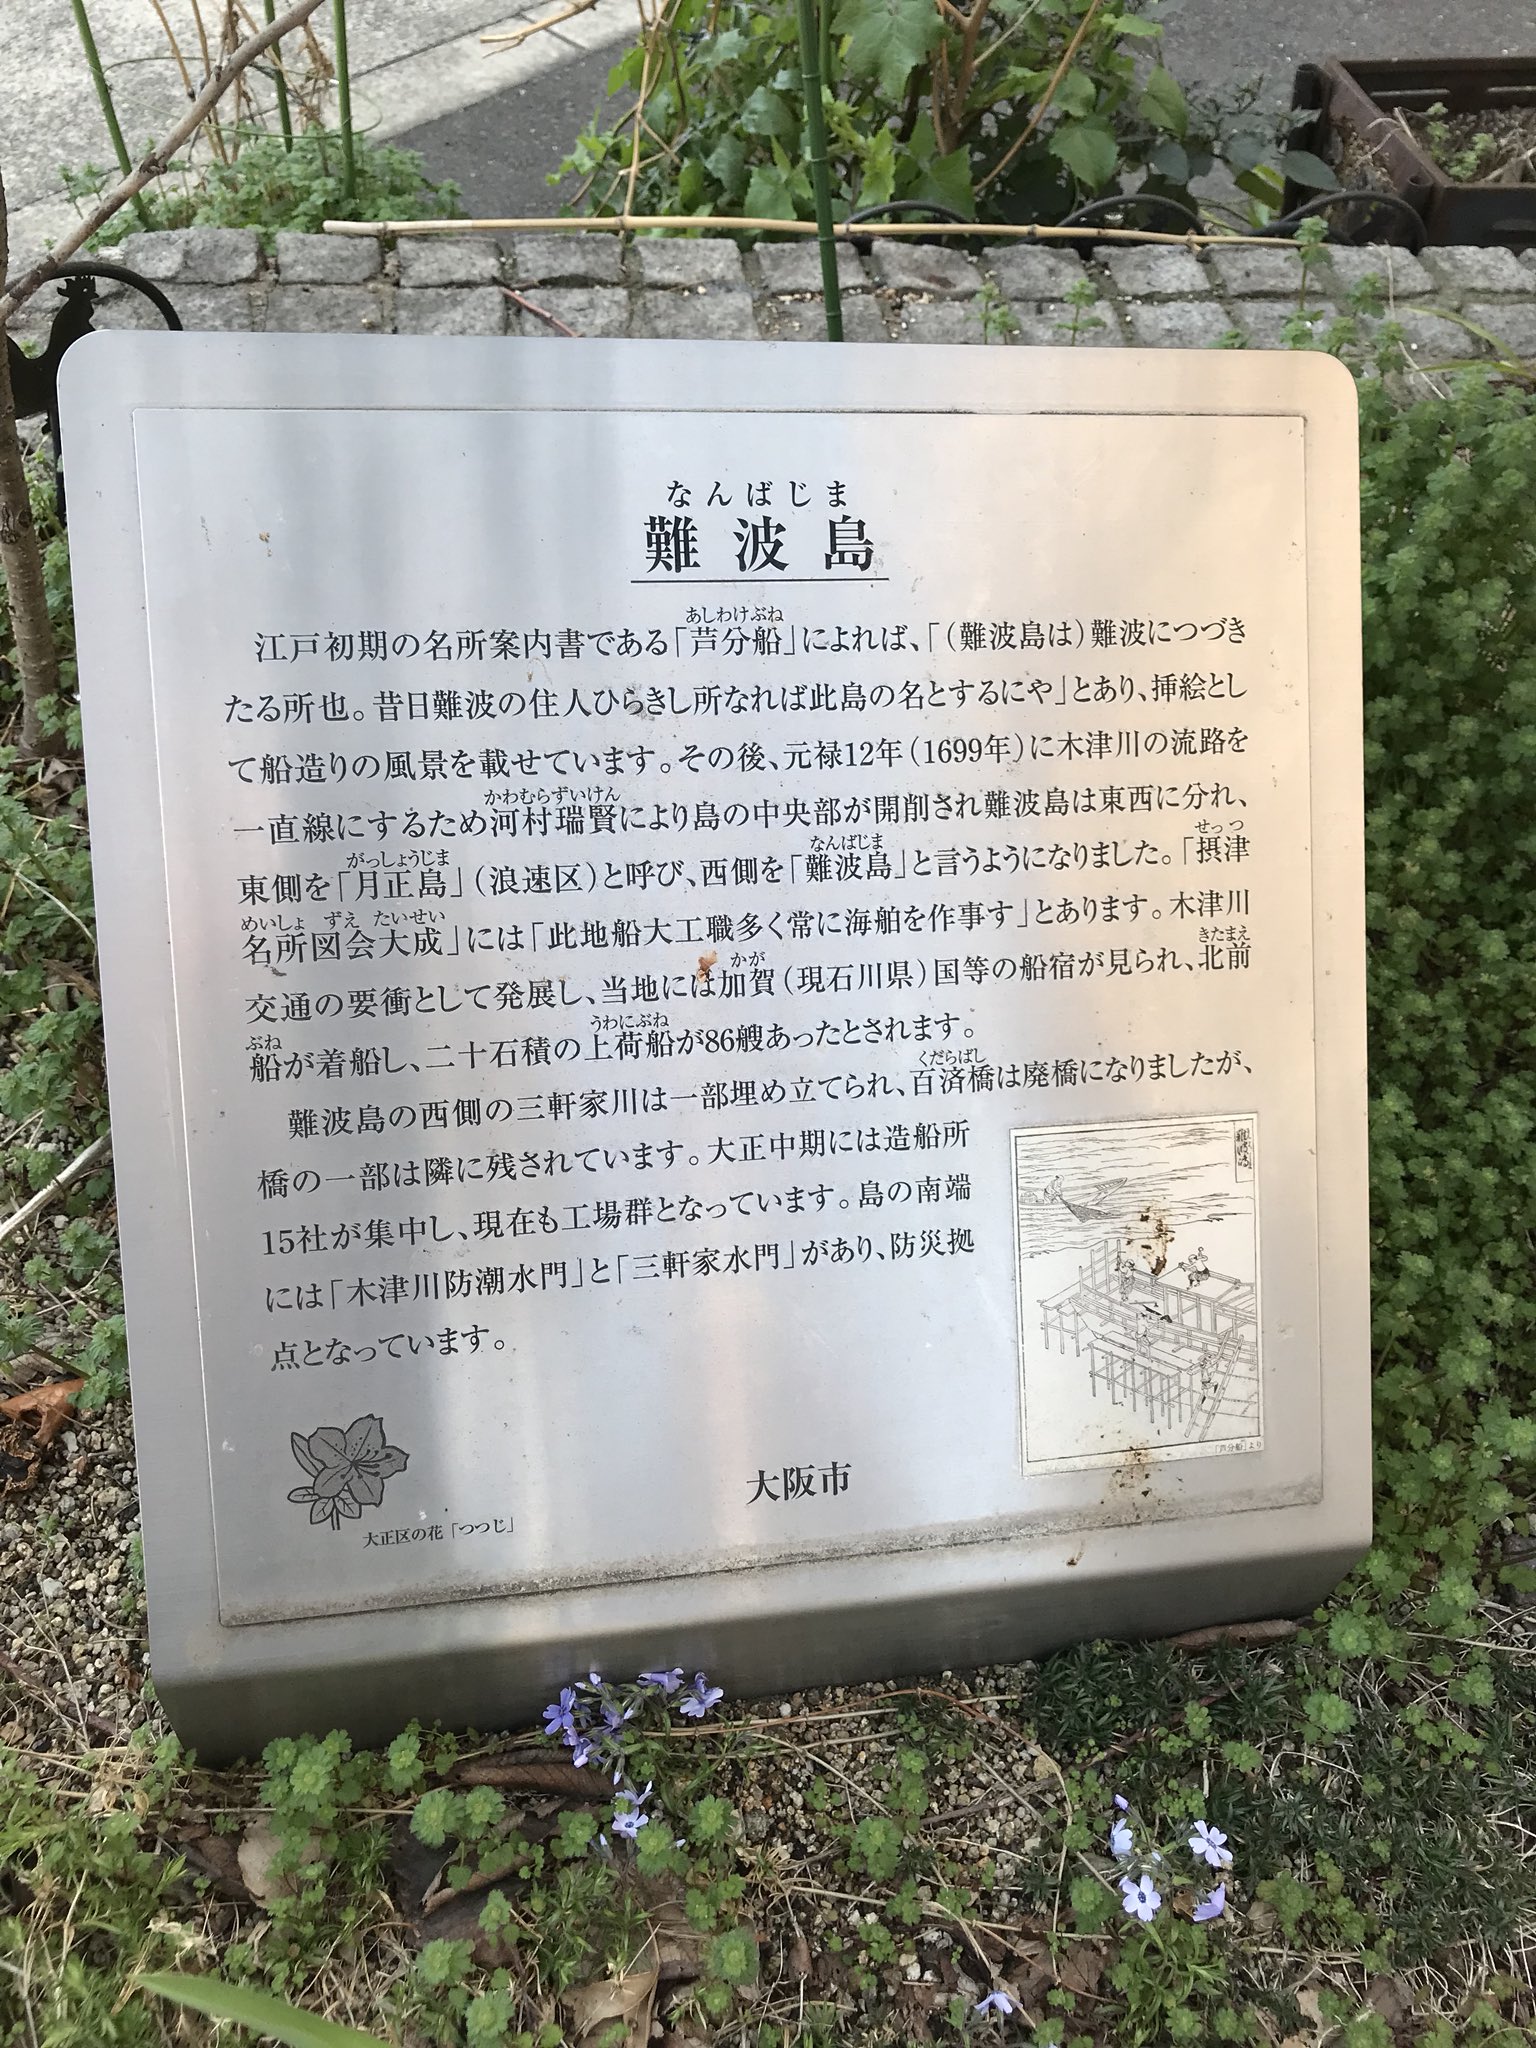 なんばじま
難波島
あしわけぶね
江戸初期の名所案内書である「芦分船」によれば、「（難波島は）難波につづき
たる所也。昔日難波の住人ひらきし所なれば此島の名とするにや」とあり、挿絵とし
て船造りの風景を載せています。その後、元禄12年（1699年）に木津川の流路を
かわむらずいけん
一直線にするため河村瑞賢により島の中央部が開削され難波島は東西に分れ、
がっしょうじま なんばじま せっつ
東側を「月正島」（浪速区）と呼び、西側を「難波島」と言うようになりました。「摂津
めいしょ ずえ たいせい
名所図会大成」には「此地船大工職多く常に海舶を作事す」とあります。木津川
かが きたまえ
交通の要衝として発展し、当地には加賀（現石川県）国等の船宿が見られ、北前
ぶね うわにぶね
船が着船し、二十石積の上荷船が86艘あったとされます。
くだらばし
難波島の西側の三軒家川は一部埋め立てられ、百済橋は廃橋になりましたが、
橋の一部は隣に残されています。大正中期には造船所
15社が集中し、現在も工場群となっています。島の南端
には「木津川防潮水門」と「三軒家水門」があり、防災拠
点となっています。
難波嶋
「芦分船」より
大阪市
大正区の花「つつじ」